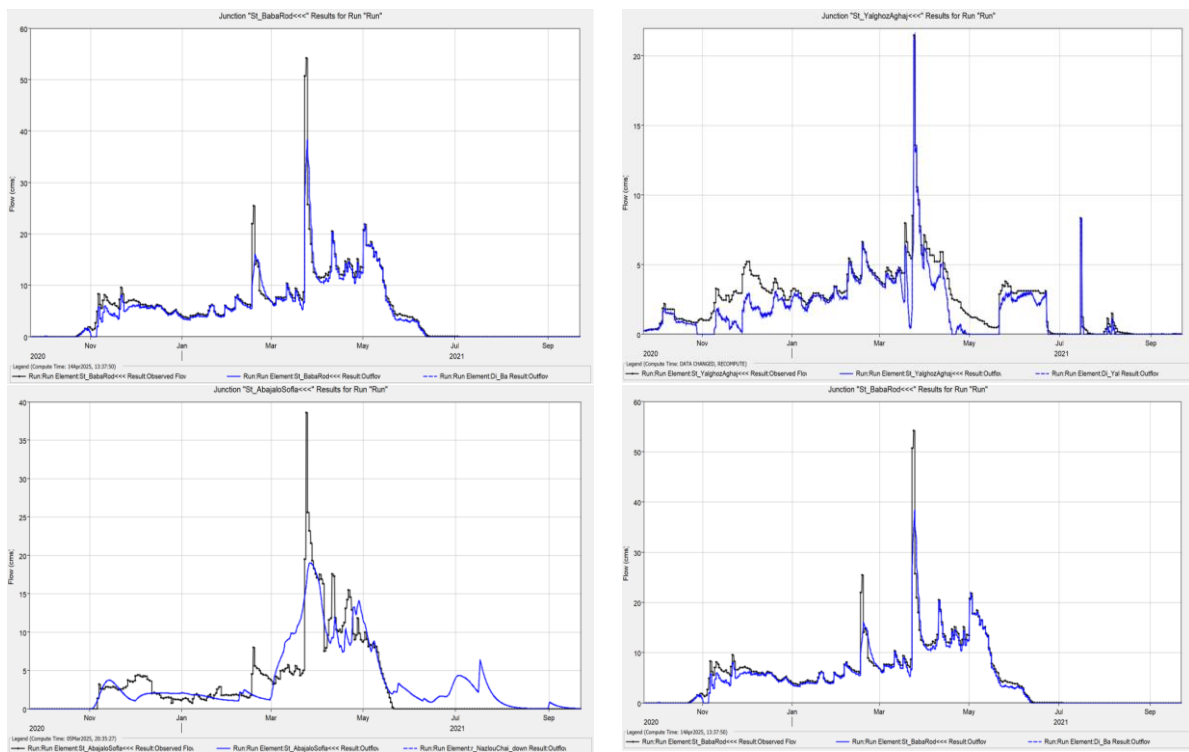 Junction "St_BabaRod<<<" Results for Run "Run"
60
50
40
30
20
10
0
Flow (cms)
Nov Jan Mar May Jul Sep
2020 2021
Legend (Compute Time: 14Apr2025, 13:37:50)
Run:Run Element:St_BabaRod<<< Result:Observed Flow Run:Run Element:St_BabaRod<<< Result:Outflow Run:Run Element:Di_Ba Result:Outflow
Junction "St_YalghozAghaj<<<" Results for Run "Run"
20
15
10
5
0
Flow (cms)
Nov Jan Mar May Jul Sep
2020 2021
Legend (Compute Time: DATA CHANGED, RECOMPUTE)
Run:Run Element:St_YalghozAghaj<<< Result:Observed Flo Run:Run Element:St_YalghozAghaj<<< Result:Outflow Run:Run Element:Di_Yal Result:Outflow
Junction "St_AbajaloSofla<<<" Results for Run "Run"
40
35
30
25
20
15
10
5
0
Flow (cms)
Nov Jan Mar May Jul Sep
2020 2021
Legend (Compute Time: 05Mar2025, 20:35:27)
Run:Run Element:St_AbajaloSofla<<< Result:Observed Flov Run:Run Element:St_AbajaloSofla<<< Result:Outflow Run:Run Element:r_NazlouChai_down Result:Outflow
Junction "St_BabaRod<<<" Results for Run "Run"
60
50
40
30
20
10
0
Flow (cms)
Nov Jan Mar May Jul Sep
2020 2021
Legend (Compute Time: 14Apr2025, 13:37:50)
Run:Run Element:St_BabaRod<<< Result:Observed Flow Run:Run Element:St_BabaRod<<< Result:Outflow Run:Run Element:Di_Ba Result:Outflow